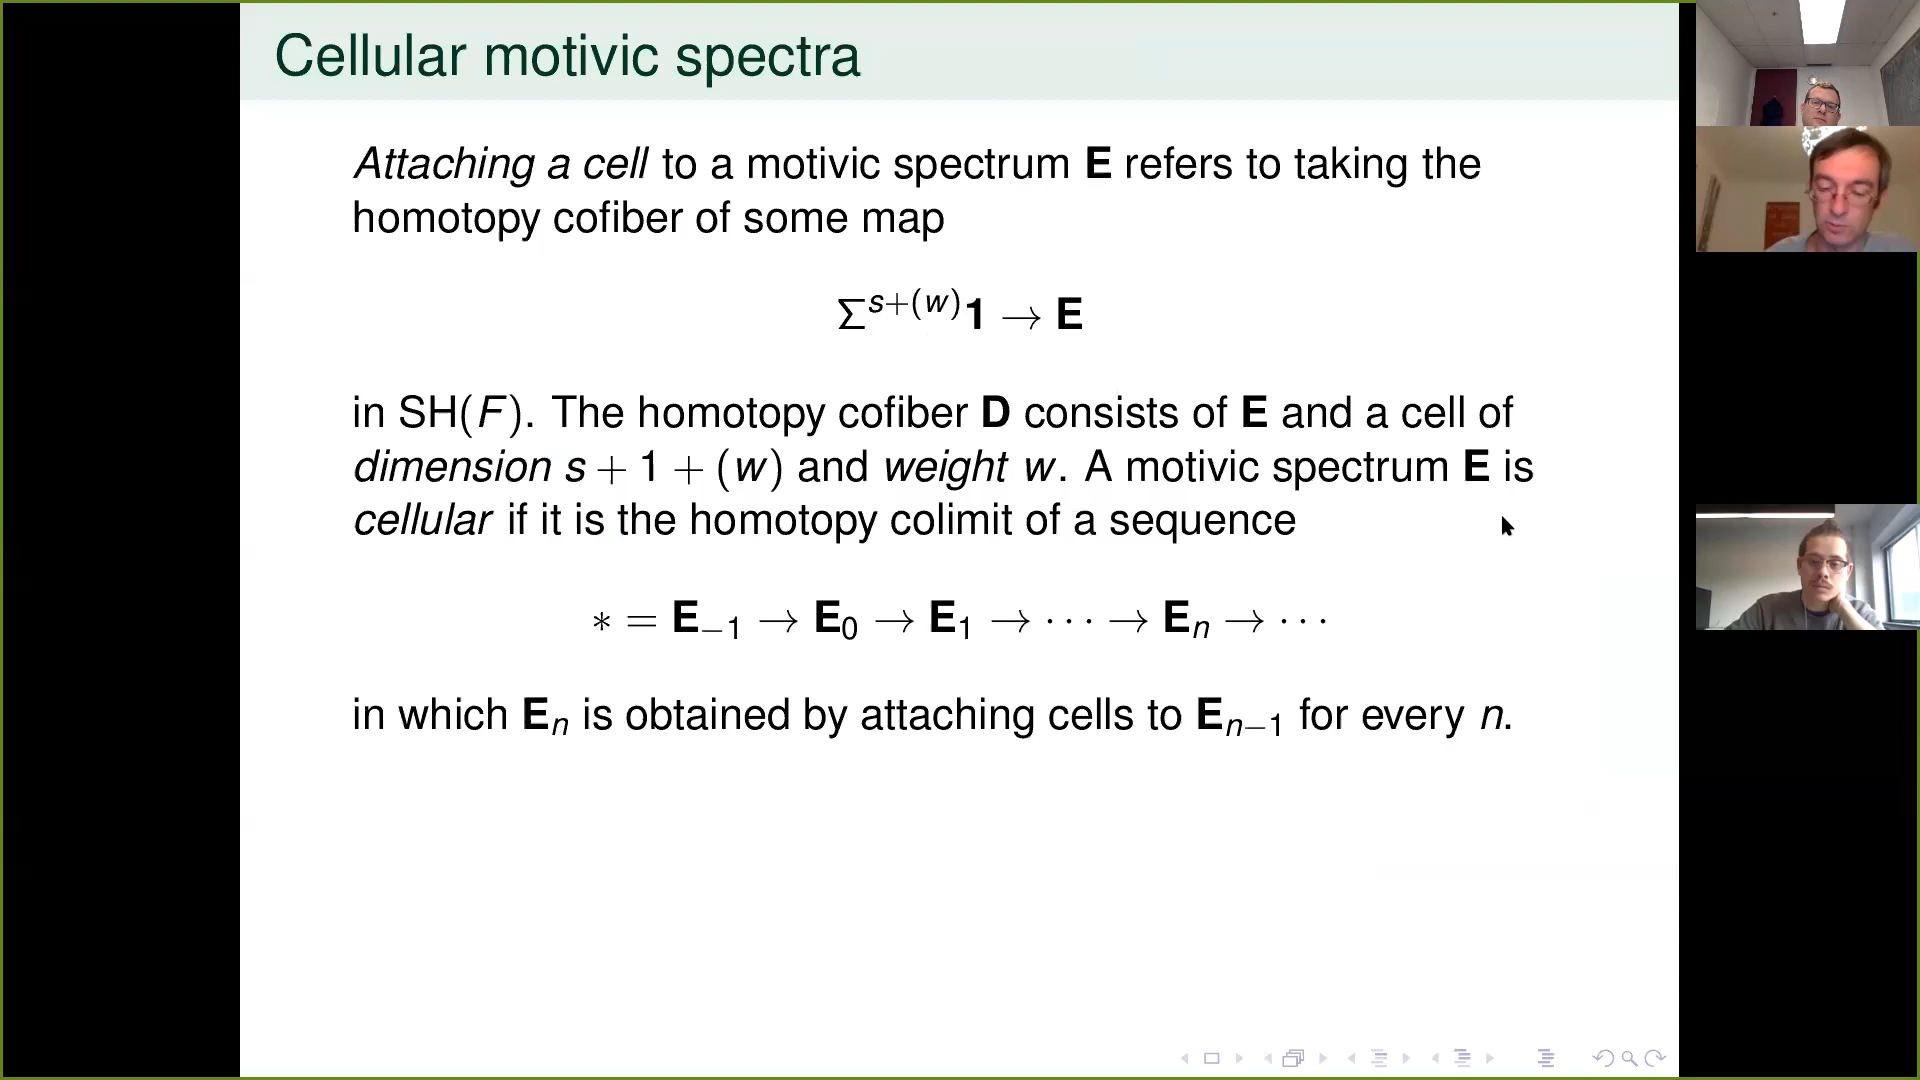 Cellular motivic spectra
Attaching a cell to a motivic spectrum E refers to taking the
homotopy cofiber of some map
Σ^{s+(w)}1 → E
in SH(F). The homotopy cofiber D consists of E and a cell of
dimension s + 1 + (w) and weight w. A motivic spectrum E is
cellular if it is the homotopy colimit of a sequence
∗ = E_{−1} → E_0 → E_1 → ⋯ → E_n → ⋯
in which E_n is obtained by attaching cells to E_{n−1} for every n.